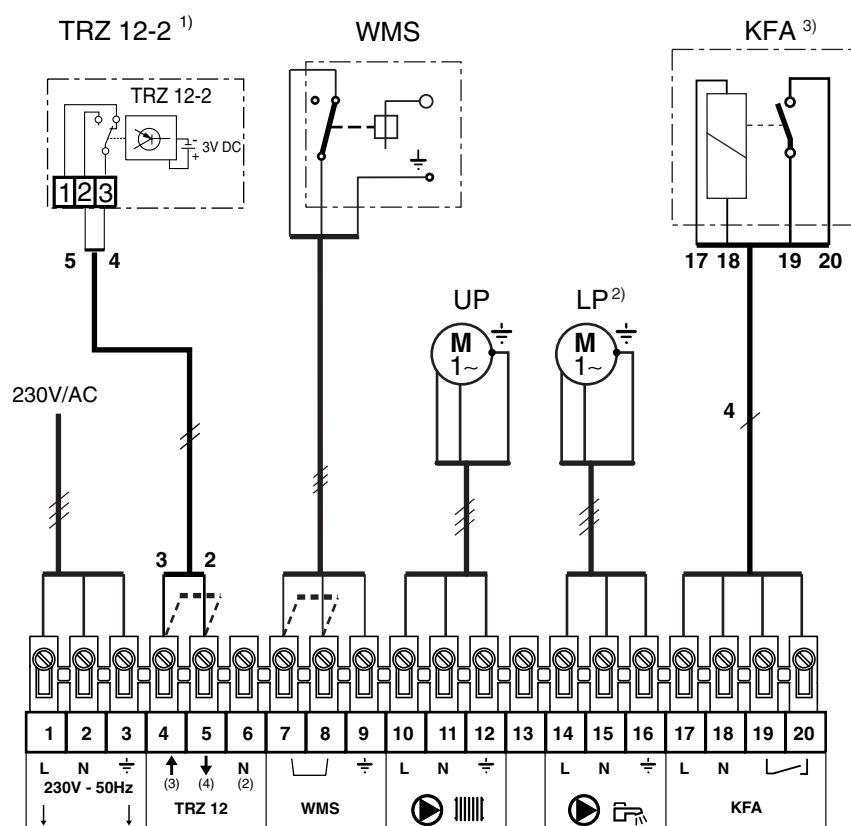 TRZ 12-2 1) WMS KFA 3)
TRZ 12-2
- 3V DC
+
1 2 3
5 4
17 18 19 20
UP LP 2)
M M
1~ 1~
230V/AC
4
3 2
1 2 3 4 5 6 7 8 9 10 11 12 13 14 15 16 17 18 19 20
L N (3) (4) N L N L N L N
(2)
230V - 50Hz
TRZ 12 WMS KFA